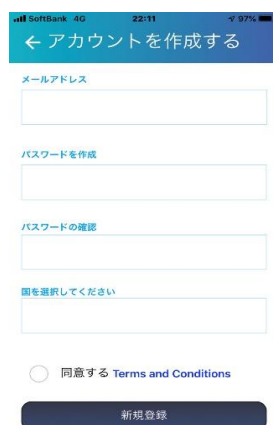 SoftBank 4G 22:11 97%
← アカウントを作成する
メールアドレス
パスワードを作成
パスワードの確認
国を選択してください
同意する Terms and Conditions
新規登録